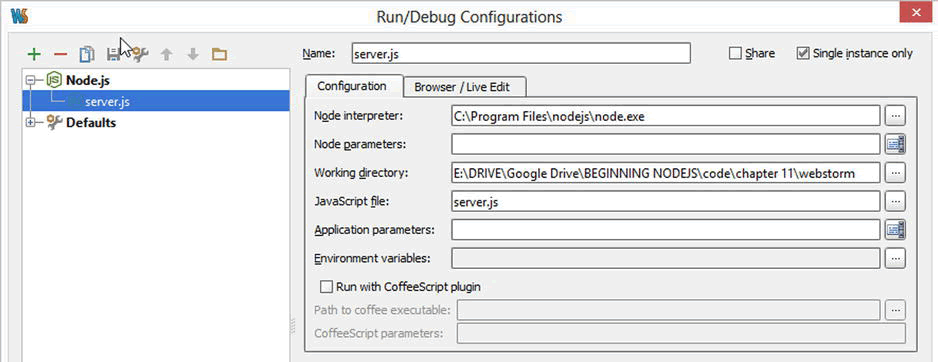 WS
Run/Debug Configurations
Name: server.js Share Single instance only
JS Node.js
server.js
Defaults
Configuration Browser / Live Edit
Node interpreter: C:\Program Files\nodejs\node.exe
Node parameters:
Working directory: E:\DRIVE\Google Drive\BEGINNING NODEJS\code\chapter 11\webstorm
JavaScript file: server.js
Application parameters:
Environment variables:
Run with CoffeeScript plugin
Path to coffee executable:
CoffeeScript parameters: